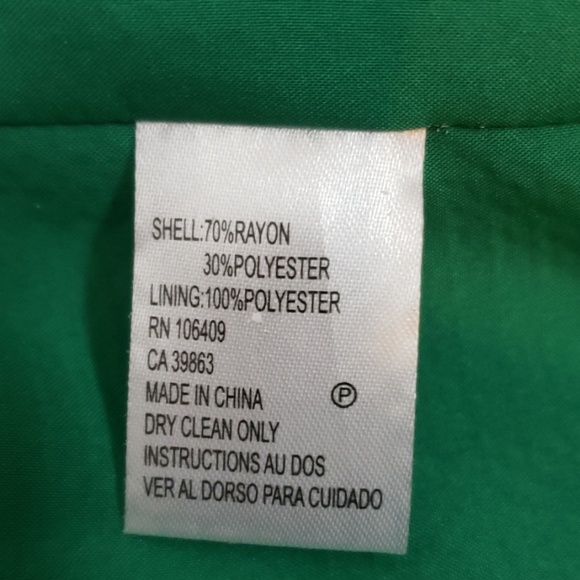 SHELL:70%RAYON
30%POLYESTER
LINING:100%POLYESTER
RN 106409
CA 39863
MADE IN CHINA Ⓟ
DRY CLEAN ONLY
INSTRUCTIONS AU DOS
VER AL DORSO PARA CUIDADO